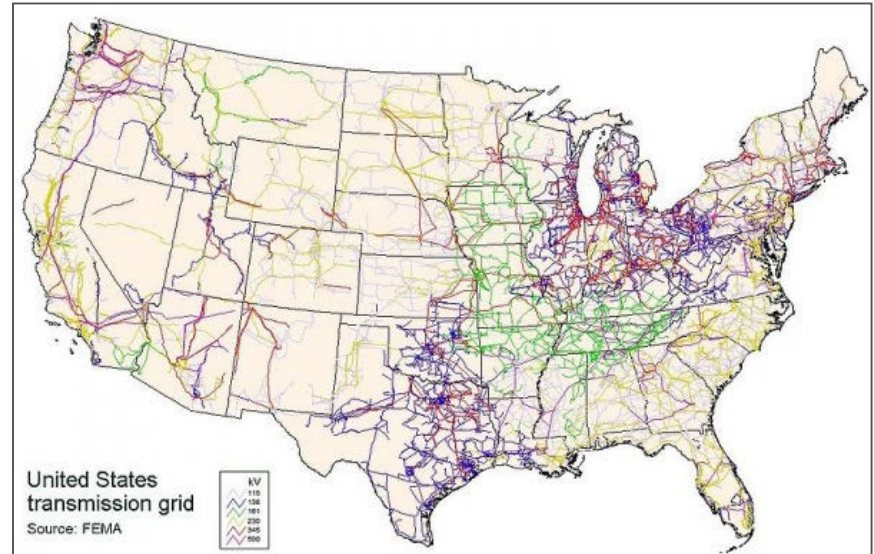 United States
transmission grid
Source: FEMA
kV
115
138
161
230
345
500